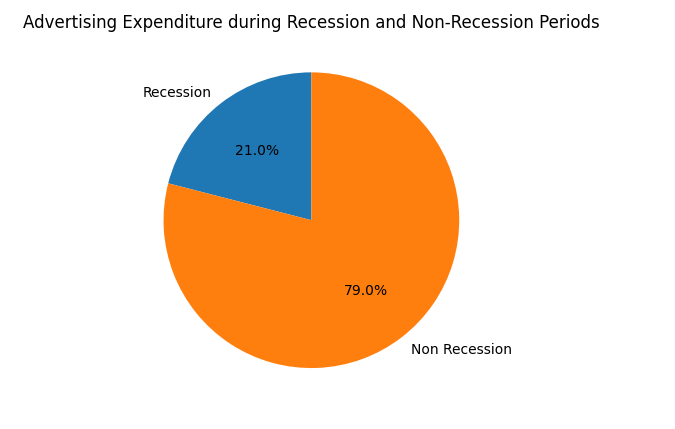 Advertising Expenditure during Recession and Non-Recession Periods
Recession
21.0%
79.0%
Non Recession